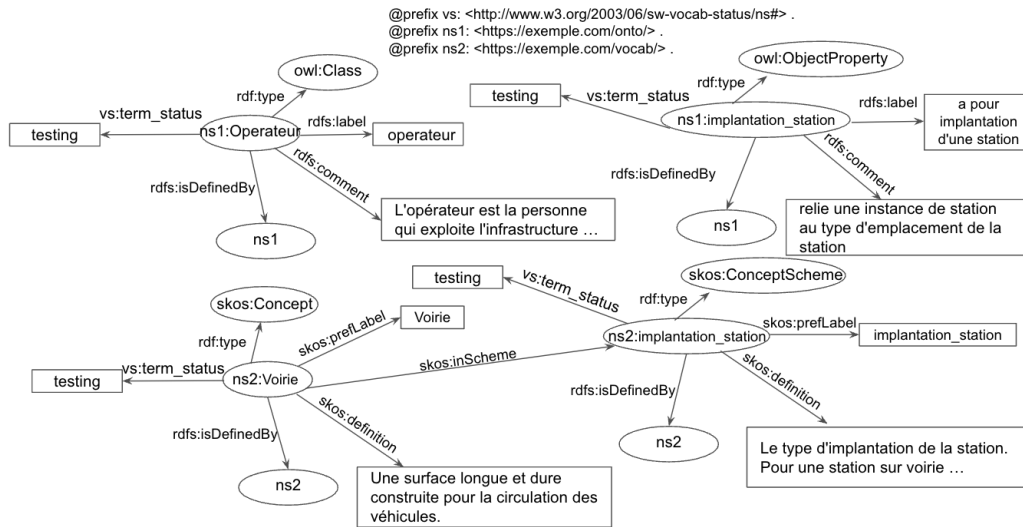 @prefix vs: <http://www.w3.org/2003/06/sw-vocab-status/ns#> .
@prefix ns1: <https://exemple.com/onto/> .
@prefix ns2: <https://exemple.com/vocab/> .
owl:Class
rdf:type
vs:term_status
testing
ns1:Operateur
rdfs:label
operateur
rdfs:isDefinedBy
rdfs:comment
ns1
L'opérateur est la personne
qui exploite l'infrastructure …
owl:ObjectProperty
testing
rdf:type
vs:term_status
ns1:implantation_station
rdfs:label
a pour
implantation
d'une station
rdfs:isDefinedBy
rdfs:comment
ns1
relie une instance de station
au type d'emplacement de la
station
skos:Concept
rdf:type
skos:prefLabel
Voirie
vs:term_status
testing
ns2:Voirie
skos:inScheme
rdfs:isDefinedBy
skos:definition
ns2
Une surface longue et dure
construite pour la circulation des
véhicules.
skos:ConceptScheme
testing
vs:term_status
rdf:type
ns2:implantation_station
skos:prefLabel
implantation_station
rdfs:isDefinedBy
skos:definition
ns2
Le type d'implantation de la station.
Pour une station sur voirie …